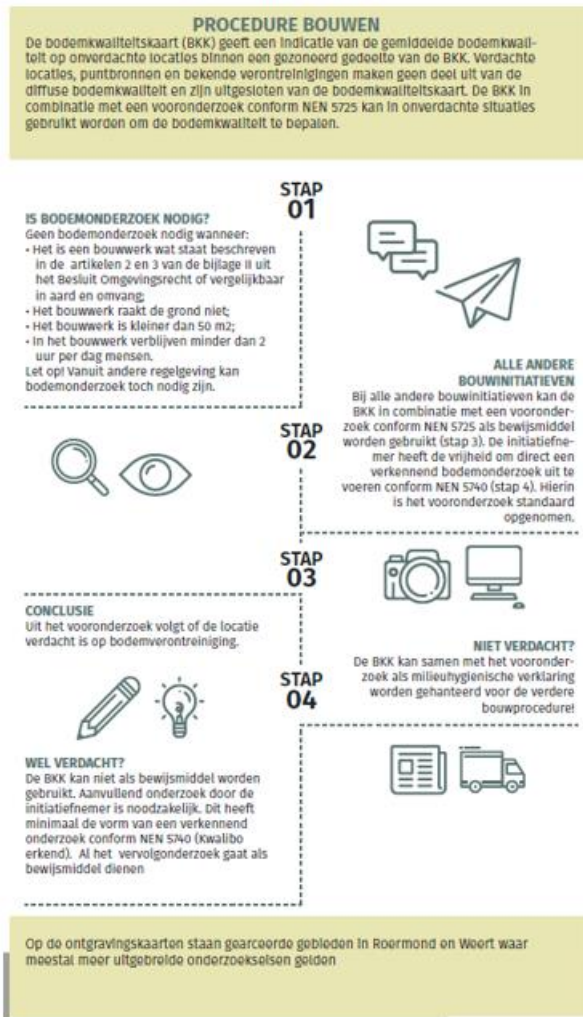 PROCEDURE BOUWEN
De bodemkwaliteitskaart (BKK) geeft een indicatie van de gemiddelde bodemkwali-
teit op onverdachte locaties binnen een gezoneerd gedeelte van de BKK. Verdachte
locaties, puntbronnen en bekende verontreinigingen maken geen deel uit van de
diffuse bodemkwaliteit en zijn uitgesloten van de bodemkwaliteitskaart. De BKK in
combinatie met een vooronderzoek conform NEN 5725 kan in onverdachte situaties
gebruikt worden om de bodemkwaliteit te bepalen.
STAP
01
IS BODEMONDERZOEK NODIG?
Geen bodemonderzoek nodig wanneer:
• Het is een bouwwerk wat staat beschreven
in de artikelen 2 en 3 van de bijlage II uit
het Besluit Omgevingsrecht of vergelijkbaar
in aard en omvang;
• Het bouwwerk raakt de grond niet;
• Het bouwwerk is kleiner dan 50 m2;
• In het bouwwerk verblijven minder dan 2
uur per dag mensen.
Let op! Vanuit andere regelgeving kan
bodemonderzoek toch nodig zijn.
STAP
02
ALLE ANDERE
BOUWINITIATIEVEN
Bij alle andere bouwinitiatieven kan de
BKK in combinatie met een vooronder-
zoek conform NEN 5725 als bewijsmiddel
worden gebruikt (stap 3). De initiatiefne-
mer heeft de vrijheid om direct een
verkennend bodemonderzoek uit te
voeren conform NEN 5740 (stap 4). Hierin
is het vooronderzoek standaard
opgenomen.
STAP
03
CONCLUSIE
Uit het vooronderzoek volgt of de locatie
verdacht is op bodemverontreiniging.
STAP
04
NIET VERDACHT?
De BKK kan samen met het vooronder-
zoek als milieuhygienische verklaring
worden gehanteerd voor de verdere
bouwprocedure!
WEL VERDACHT?
De BKK kan niet als bewijsmiddel worden
gebruikt. Aanvullend onderzoek door de
initiatiefnemer is noodzakelijk. Dit heeft
minimaal de vorm van een verkennend
onderzoek conform NEN 5740 (Kwalibo
erkend). Al het vervolgonderzoek gaat als
bewijsmiddel dienen
Op de ontgravingskaarten staan gearceerde gebieden in Roermond en Weert waar
meestal meer uitgebreide onderzoekseisen gelden